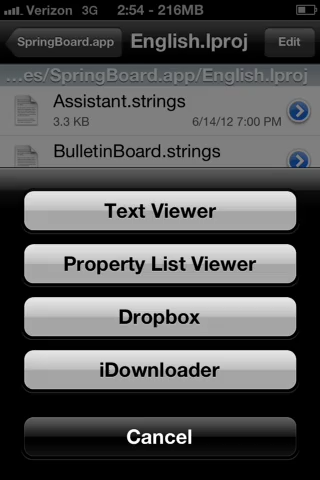 Verizon 3G 2:54 - 216MB
SpringBoard.app English.lproj Edit
...es/SpringBoard.app/English.lproj
Assistant.strings
3.3 KB 6/14/12 7:00 PM
BulletinBoard.strings
Text Viewer
Property List Viewer
Dropbox
iDownloader
Cancel